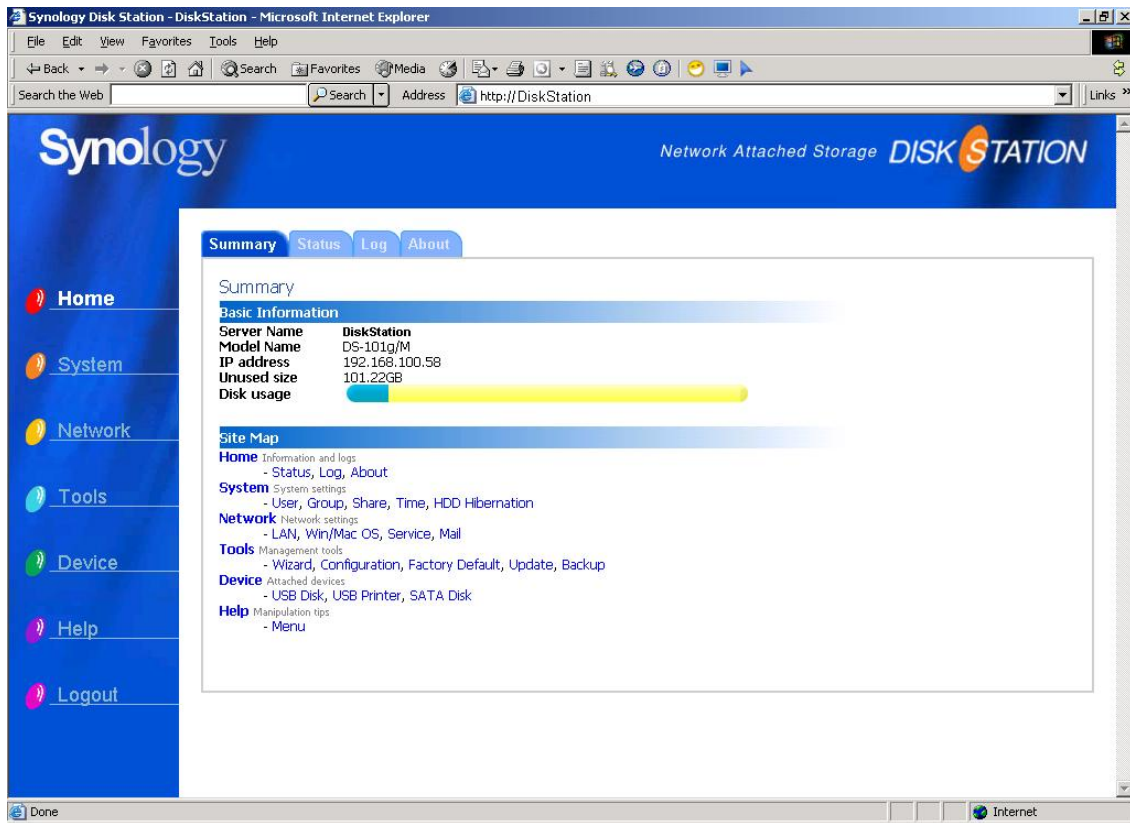 Synology Disk Station - DiskStation - Microsoft Internet Explorer
File Edit View Favorites Tools Help
Back Search Favorites Media
Search the Web Search Address http://DiskStation Links »
Synology
Network Attached Storage DISK STATION
Summary Status Log About
Home
System
Network
Tools
Device
Help
Logout
Summary
Basic Information
Server Name DiskStation
Model Name DS-101g/M
IP address 192.168.100.58
Unused size 101.22GB
Disk usage
Site Map
Home Information and logs
- Status, Log, About
System System settings
- User, Group, Share, Time, HDD Hibernation
Network Network settings
- LAN, Win/Mac OS, Service, Mail
Tools Management tools
- Wizard, Configuration, Factory Default, Update, Backup
Device Attached devices
- USB Disk, USB Printer, SATA Disk
Help Manipulation tips
- Menu
Done Internet